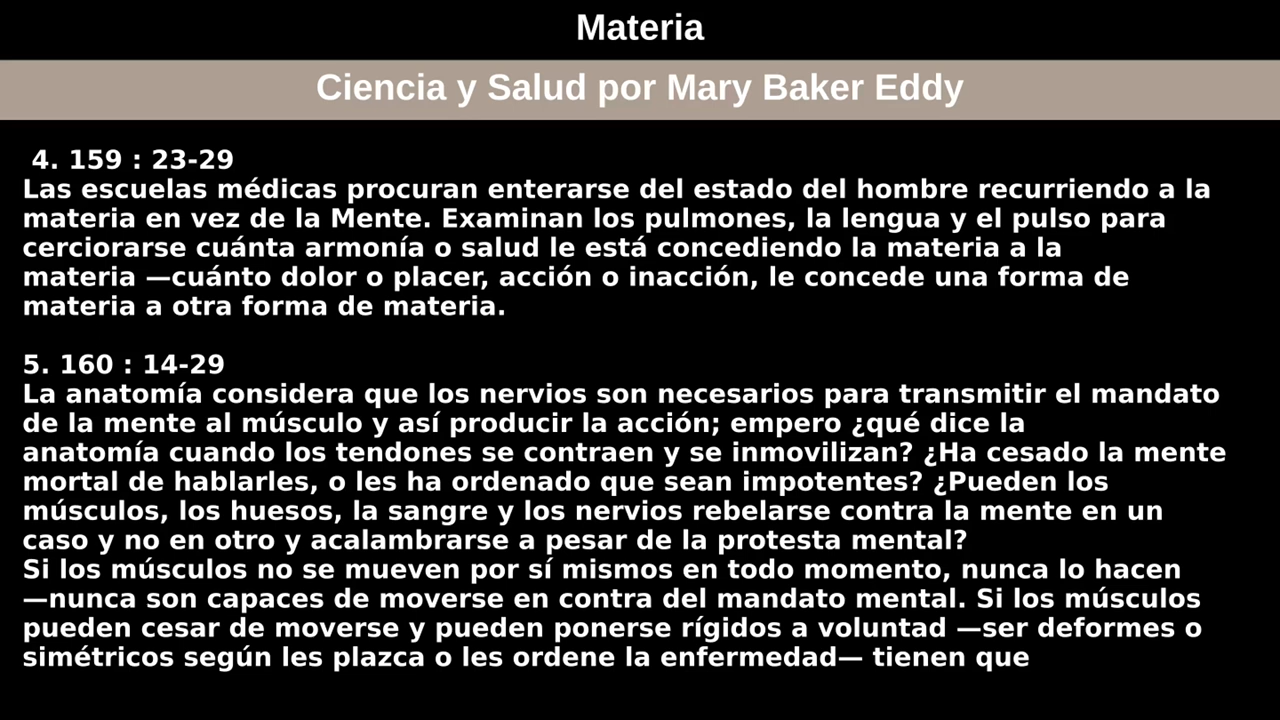 Materia
Ciencia y Salud por Mary Baker Eddy
4. 159 : 23-29
Las escuelas médicas procuran enterarse del estado del hombre recurriendo a la
materia en vez de la Mente. Examinan los pulmones, la lengua y el pulso para
cerciorarse cuánta armonía o salud le está concediendo la materia a la
materia —cuánto dolor o placer, acción o inacción, le concede una forma de
materia a otra forma de materia.
5. 160 : 14-29
La anatomía considera que los nervios son necesarios para transmitir el mandato
de la mente al músculo y así producir la acción; empero ¿qué dice la
anatomía cuando los tendones se contraen y se inmovilizan? ¿Ha cesado la mente
mortal de hablarles, o les ha ordenado que sean impotentes? ¿Pueden los
músculos, los huesos, la sangre y los nervios rebelarse contra la mente en un
caso y no en otro y acalambrarse a pesar de la protesta mental?
Si los músculos no se mueven por sí mismos en todo momento, nunca lo hacen
—nunca son capaces de moverse en contra del mandato mental. Si los músculos
pueden cesar de moverse y pueden ponerse rígidos a voluntad —ser deformes o
simétricos según les plazca o les ordene la enfermedad— tienen que